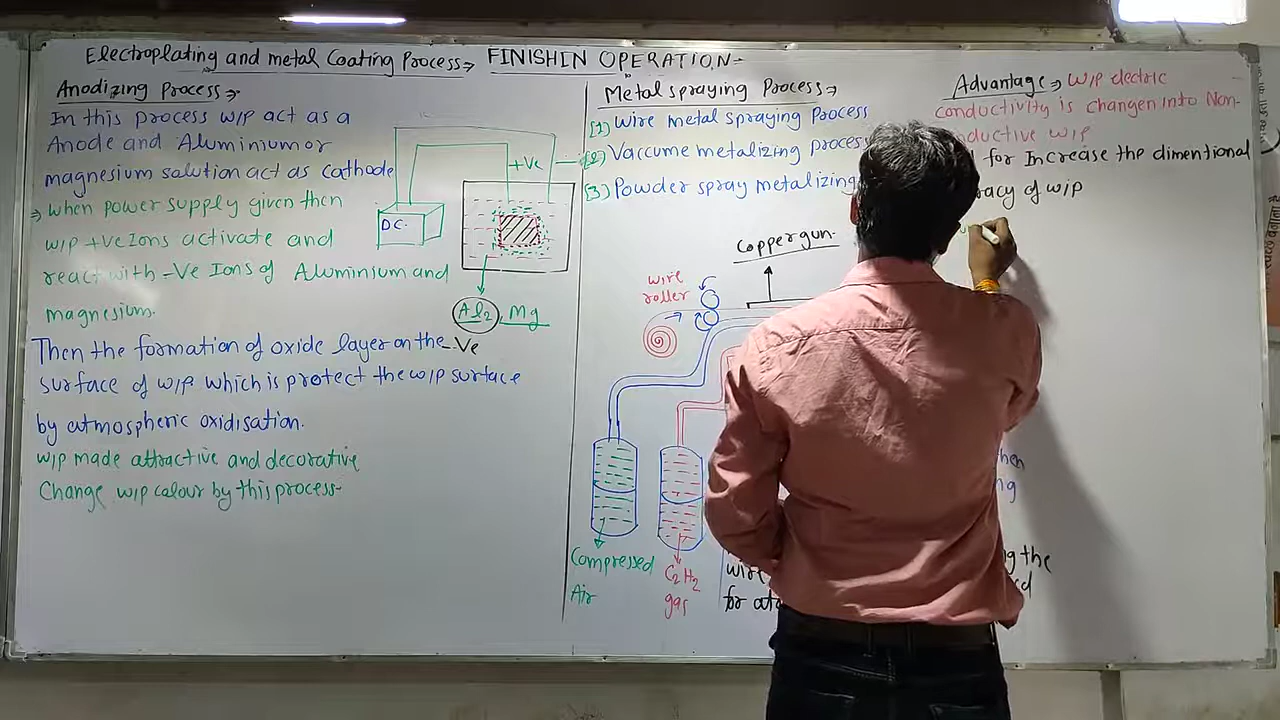 Electroplating and metal Coating Process⇒ FINISHIN OPERATION⇒
Anodizing Process⇒
In this process w/p act as a
Anode and Aluminium or
magnesium solution act as cathode
⇒ when power supply given then
w/p +ve Ions activate and
react with -Ve Ions of Aluminium and
magnesium.
Then the formation of oxide layer on the
surface of w/p which is protect the w/p surface
by atmospheric oxidisation.
w/p made attractive and decorative
Change w/p colour by this process-
D.C.
+Ve
Al2 Mg
-Ve
Metal spraying Process⇒
[1] wire metal spraying Process
[2] Vaccume metalizing process
[3] Powder spray metalizing
Copper gun.
wire
roller
Compressed
Air
C2H2
gas
wire
for
Advantage⇒ w/p electric
conductivity is changen into Non-
w/p
for Increase the dimentional
of w/p
the